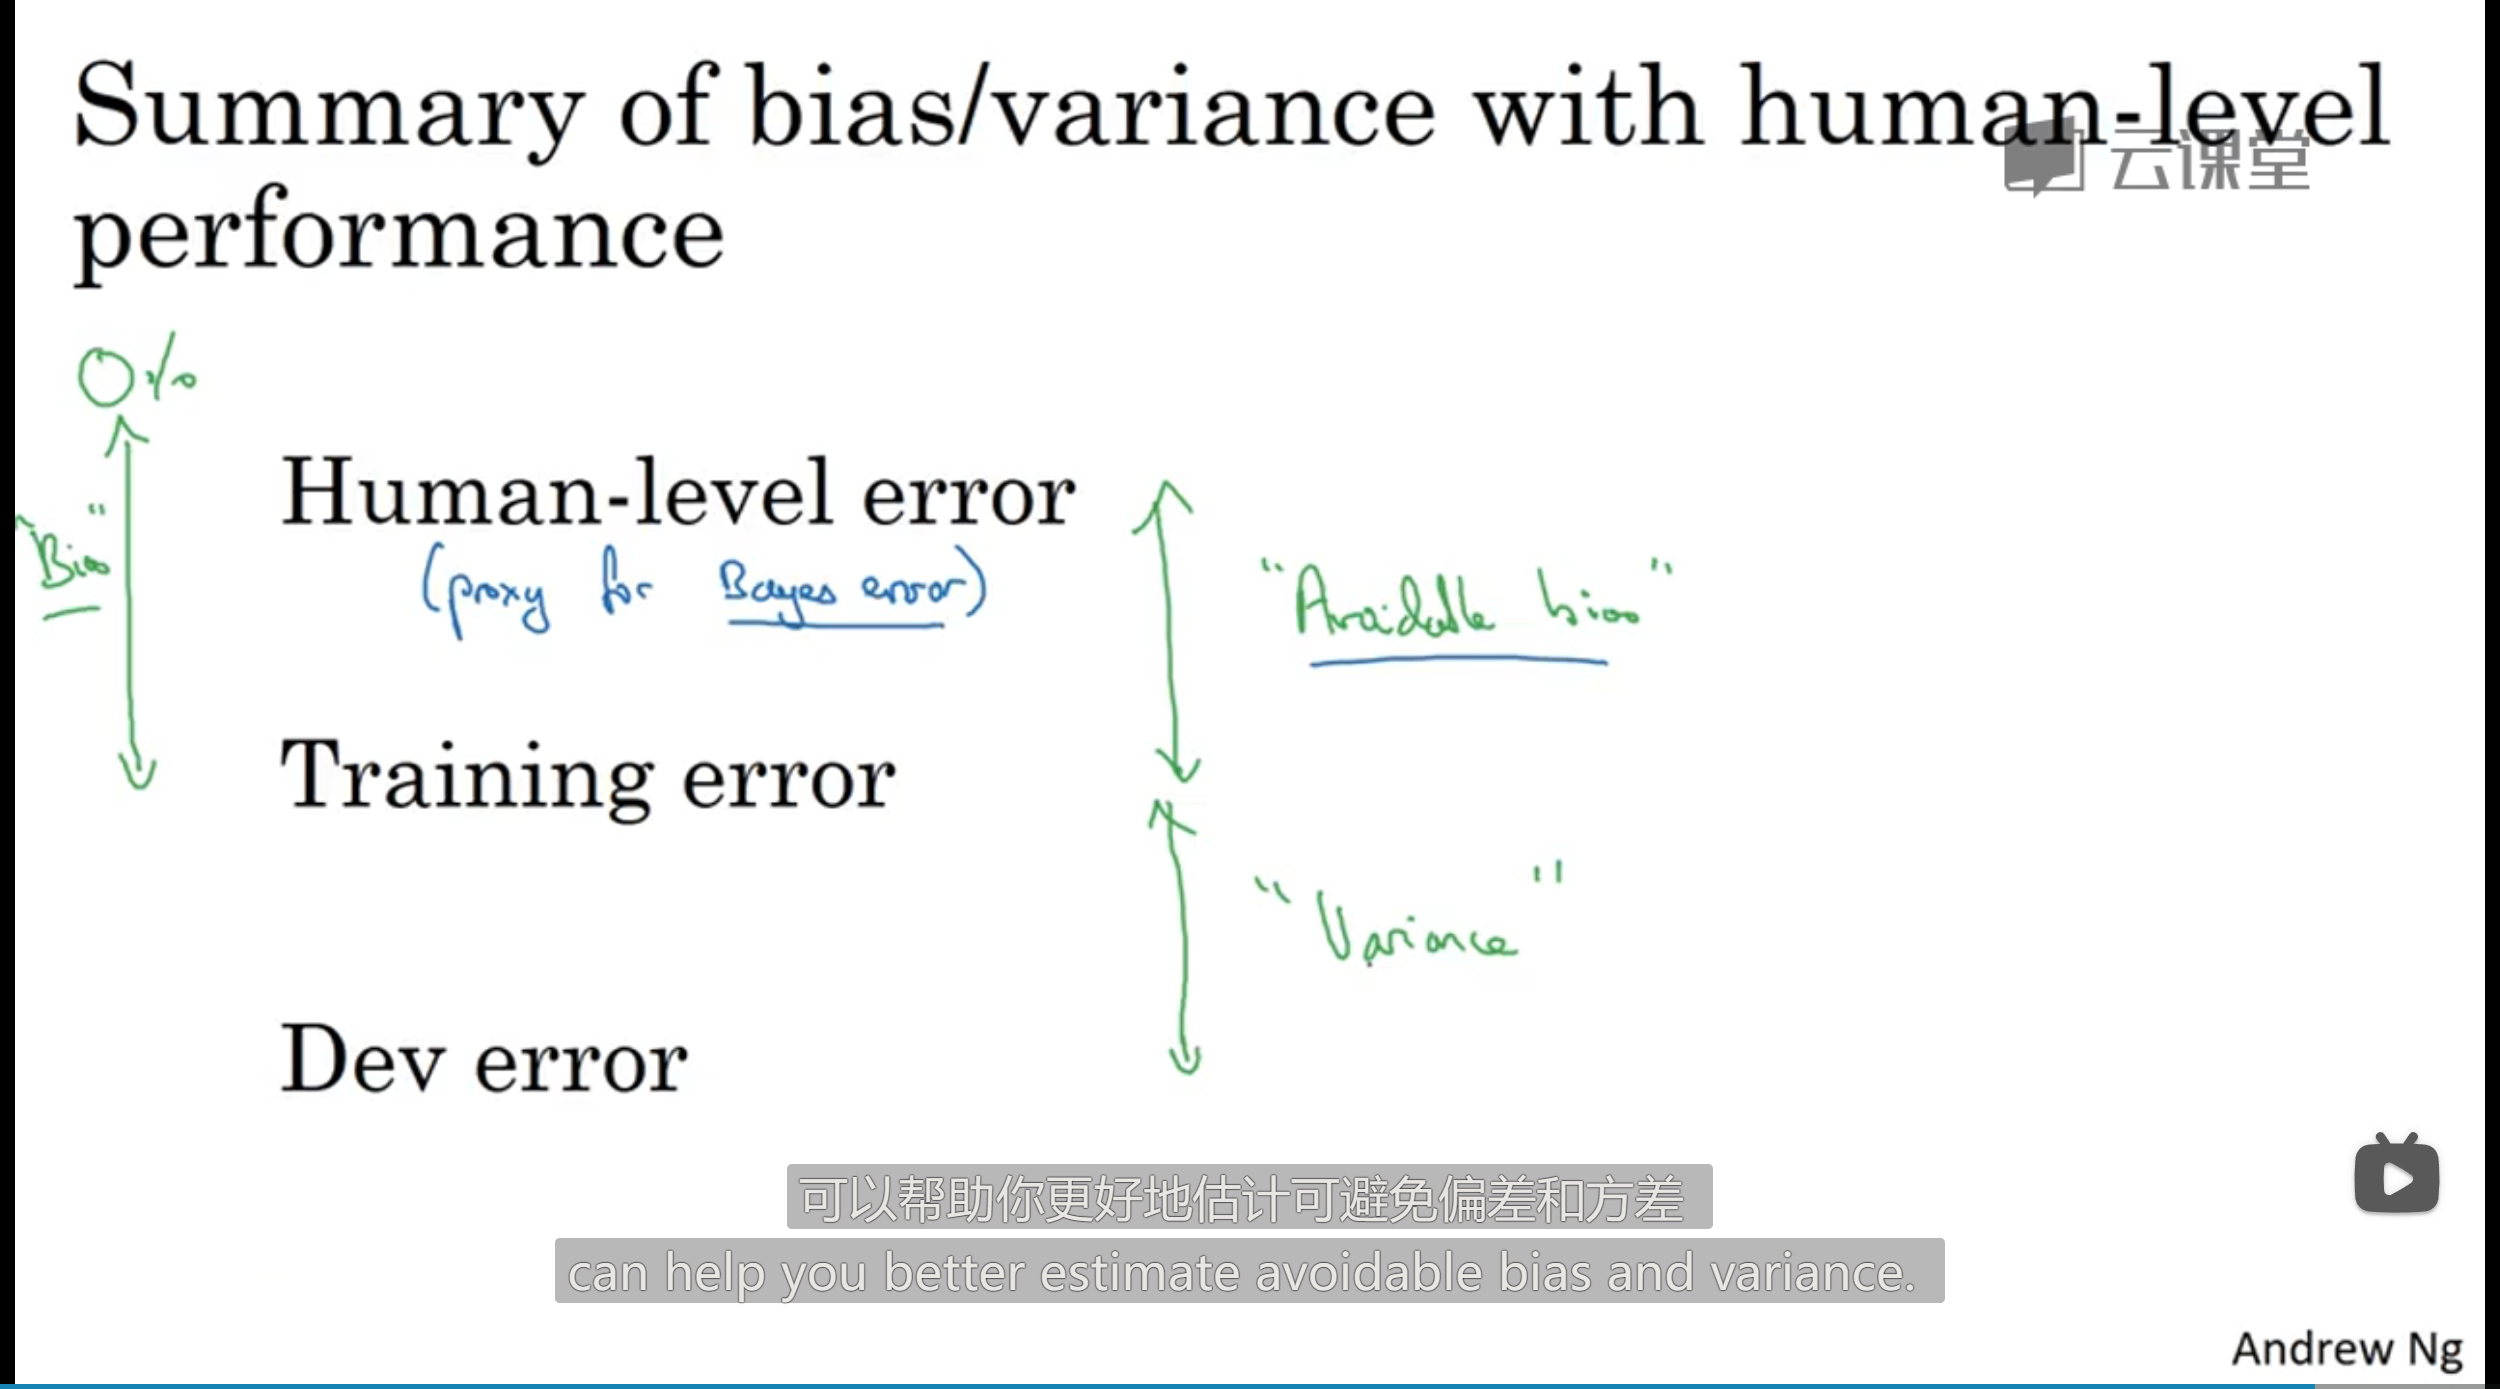 Summary of bias/variance with human-level
performance
云课堂
0%
Human-level error
(proxy for Bayes error)
"Bias"
"Avoidable bias"
Training error
"Variance"
Dev error
可以帮助你更好地估计可避免偏差和方差
can help you better estimate avoidable bias and variance.
Andrew Ng